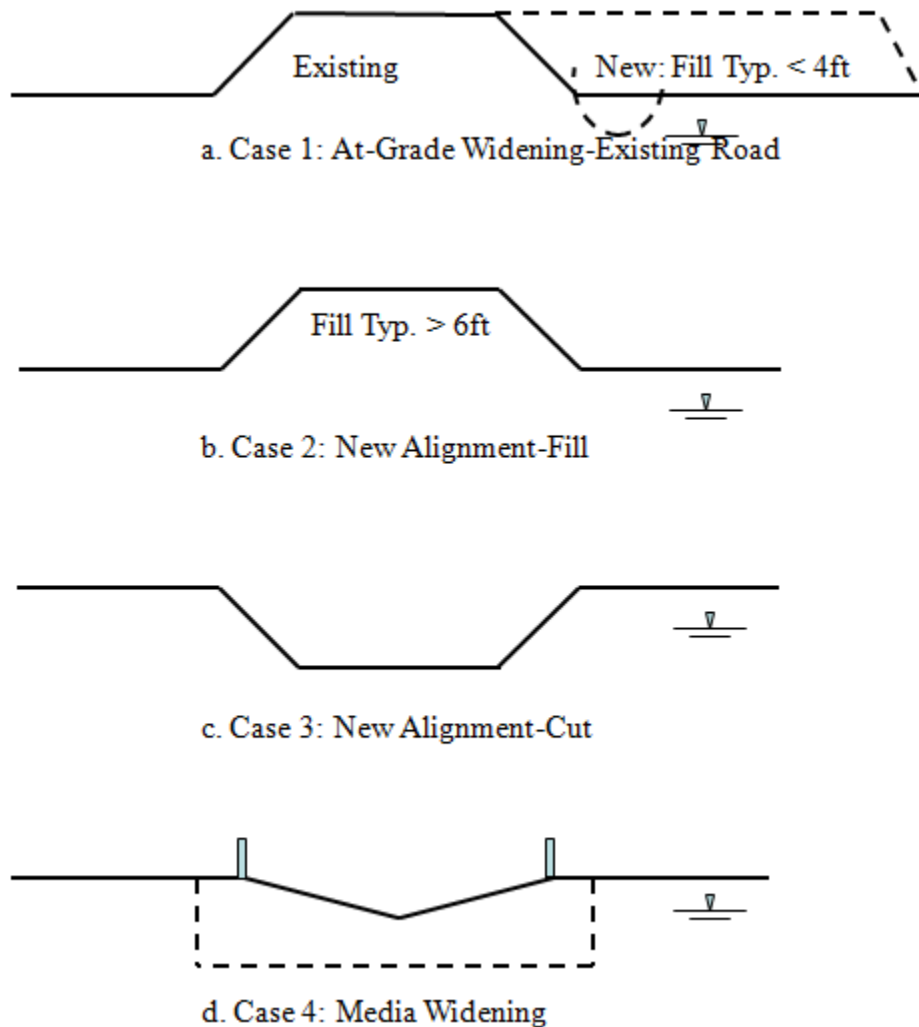 Existing
New: Fill Typ. < 4ft
a. Case 1: At-Grade Widening-Existing Road
Fill Typ. > 6ft
b. Case 2: New Alignment-Fill
c. Case 3: New Alignment-Cut
d. Case 4: Media Widening